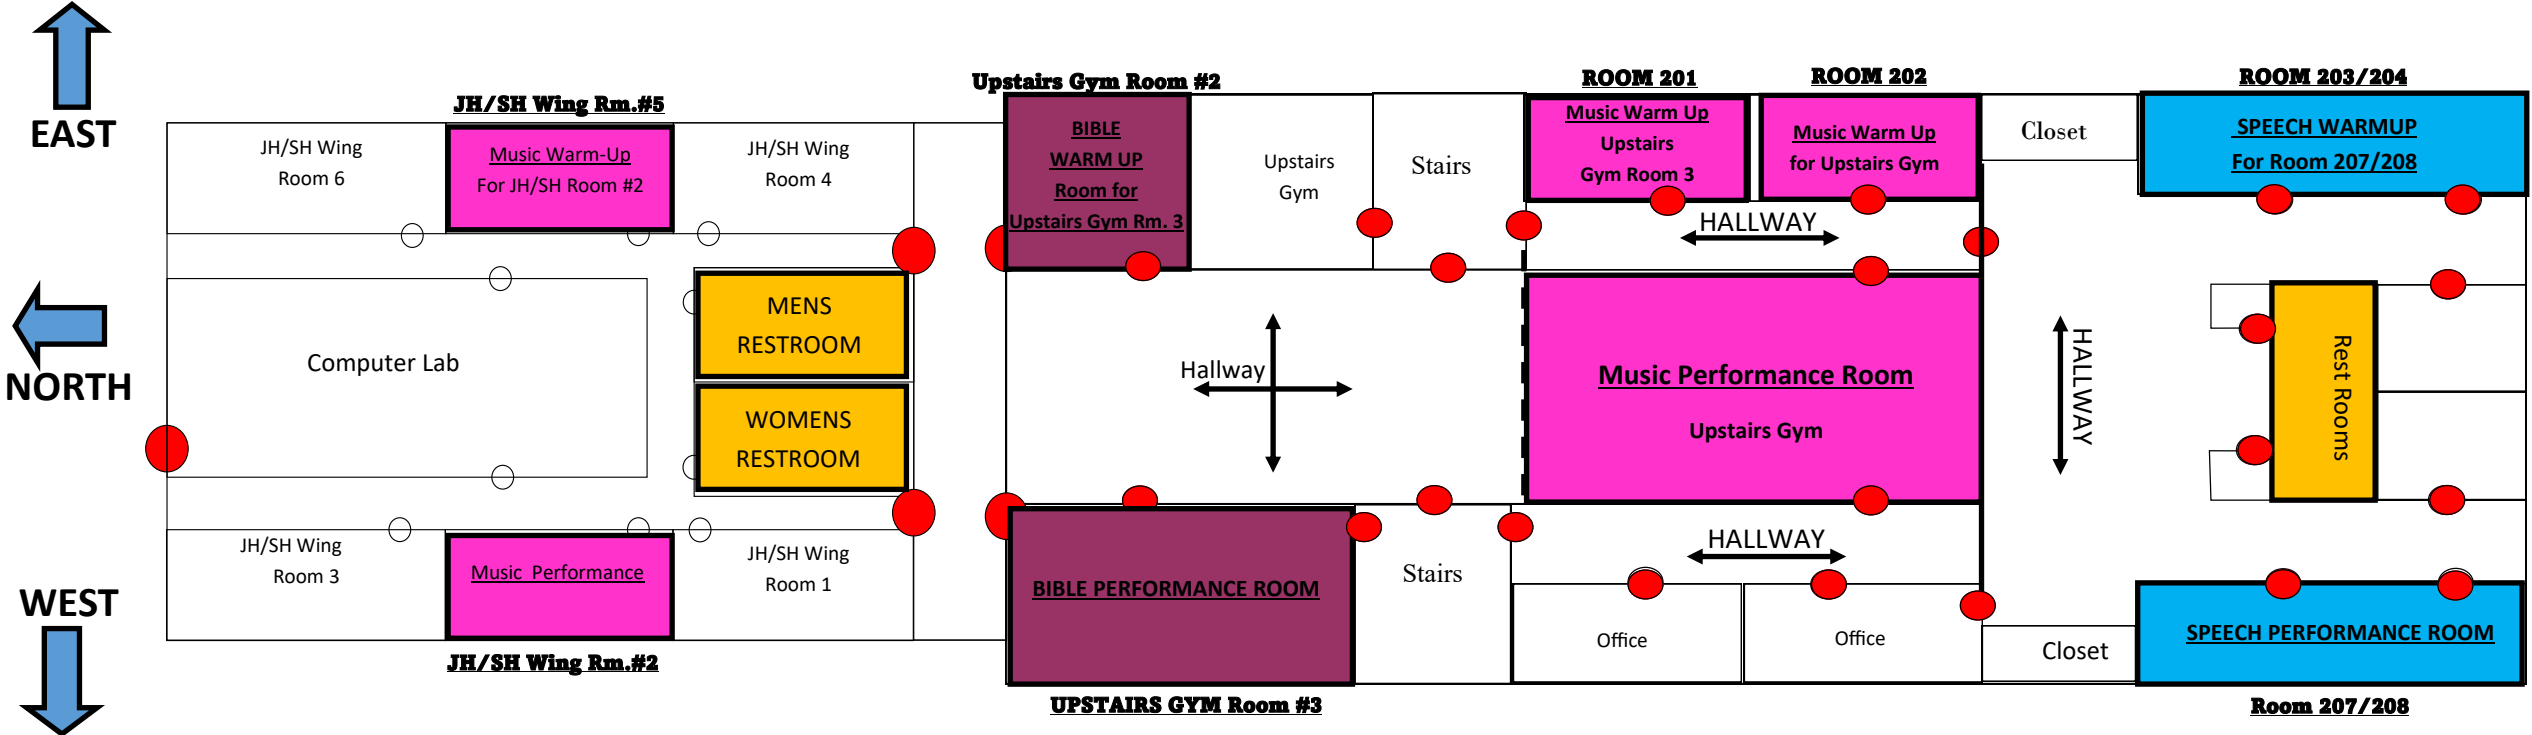 EAST
NORTH
WEST
JH/SH Wing Rm.#5
JH/SH Wing
Room 6
Music Warm-Up
For JH/SH Room #2
JH/SH Wing
Room 4
Computer Lab
MENS
RESTROOM
WOMENS
RESTROOM
JH/SH Wing
Room 3
Music Performance
JH/SH Wing
Room 1
JH/SH Wing Rm.#2
Upstairs Gym Room #2
BIBLE
WARM UP
Room for
Upstairs Gym Rm. 3
Upstairs
Gym
Stairs
Hallway
BIBLE PERFORMANCE ROOM
Stairs
UPSTAIRS GYM Room #3
ROOM 201
Music Warm Up
Upstairs
Gym Room 3
ROOM 202
Music Warm Up
for Upstairs Gym
HALLWAY
Music Performance Room
Upstairs Gym
HALLWAY
Office
Office
Closet
HALLWAY
Closet
ROOM 203/204
SPEECH WARMUP
For Room 207/208
Rest Rooms
SPEECH PERFORMANCE ROOM
Room 207/208